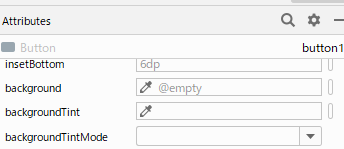 Attributes
Button button1
insetBottom 6dp
background @empty
backgroundTint
backgroundTintMode